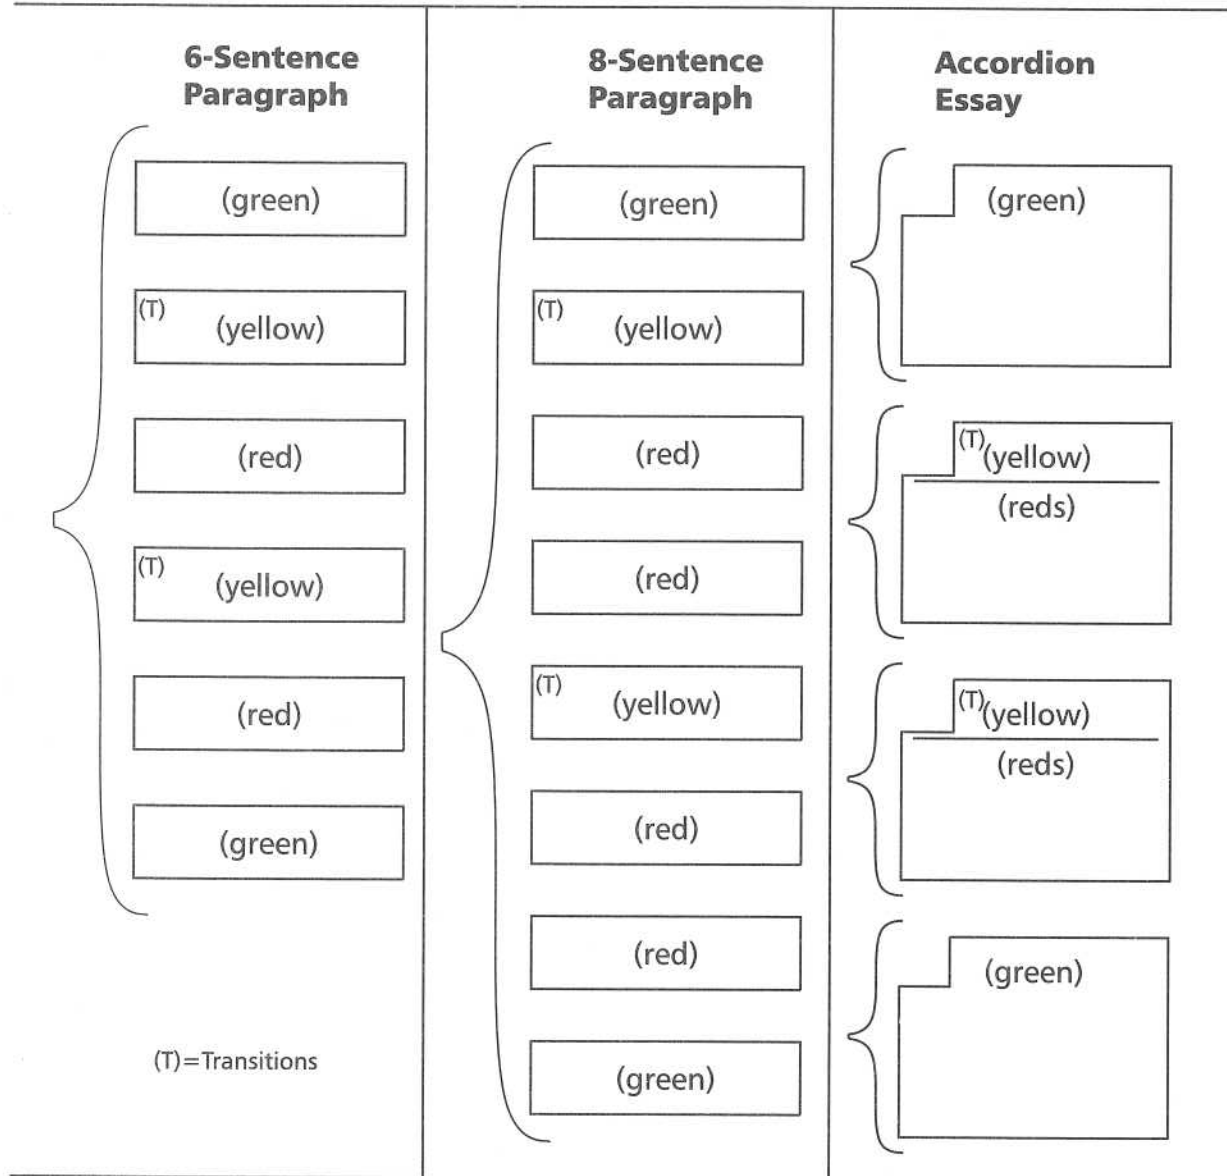 6-Sentence
Paragraph
(green)
(T) (yellow)
(red)
(T) (yellow)
(red)
(green)
(T)=Transitions
8-Sentence
Paragraph
(green)
(T) (yellow)
(red)
(red)
(T) (yellow)
(red)
(red)
(green)
Accordion
Essay
(green)
(T) (yellow)
(reds)
(T) (yellow)
(reds)
(green)